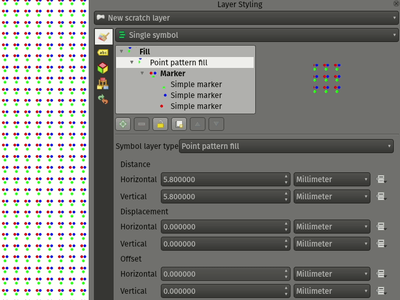 Layer Styling
New scratch layer
Single symbol
Fill
Point pattern fill
Marker
Simple marker
Simple marker
Simple marker
Symbol layer type Point pattern fill
Distance
Horizontal 5.800000 Millimeter
Vertical 5.800000 Millimeter
Displacement
Horizontal 0.000000 Millimeter
Vertical 0.000000 Millimeter
Offset
Horizontal 0.000000 Millimeter
Vertical 0.000000 Millimeter